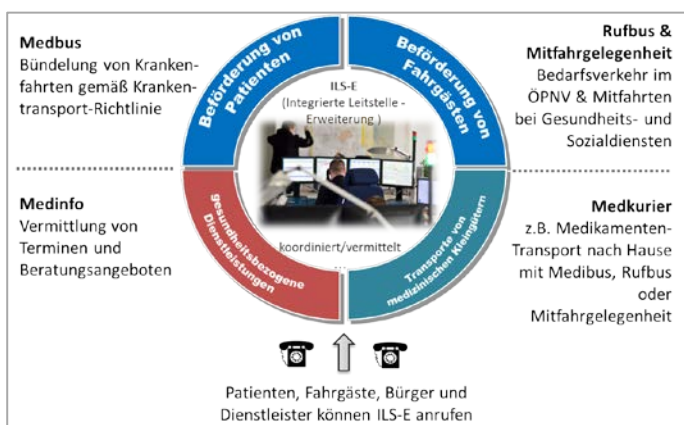 Medbus
Bündelung von Kranken-
fahrten gemäß Kranken-
transport-Richtlinie
Beförderung von
Patienten
Beförderung von
Fahrgästen
Rufbus &
Mitfahrgelegenheit
Bedarfsverkehr im
ÖPNV & Mitfahrten
bei Gesundheits- und
Sozialdiensten
ILS-E
(Integrierte Leitstelle -
Erweiterung )
Medinfo
Vermittlung von
Terminen und
Beratungsangeboten
gesundheitsbezogene
Dienstleistungen
koordiniert/vermittelt
...
Transporte von
medizinischen Kleingütern
Medkurier
z.B. Medikamenten-
Transport nach Hause
mit Medibus, Rufbus
oder
Mitfahrgelegenheit
Patienten, Fahrgäste, Bürger und
Dienstleister können ILS-E anrufen